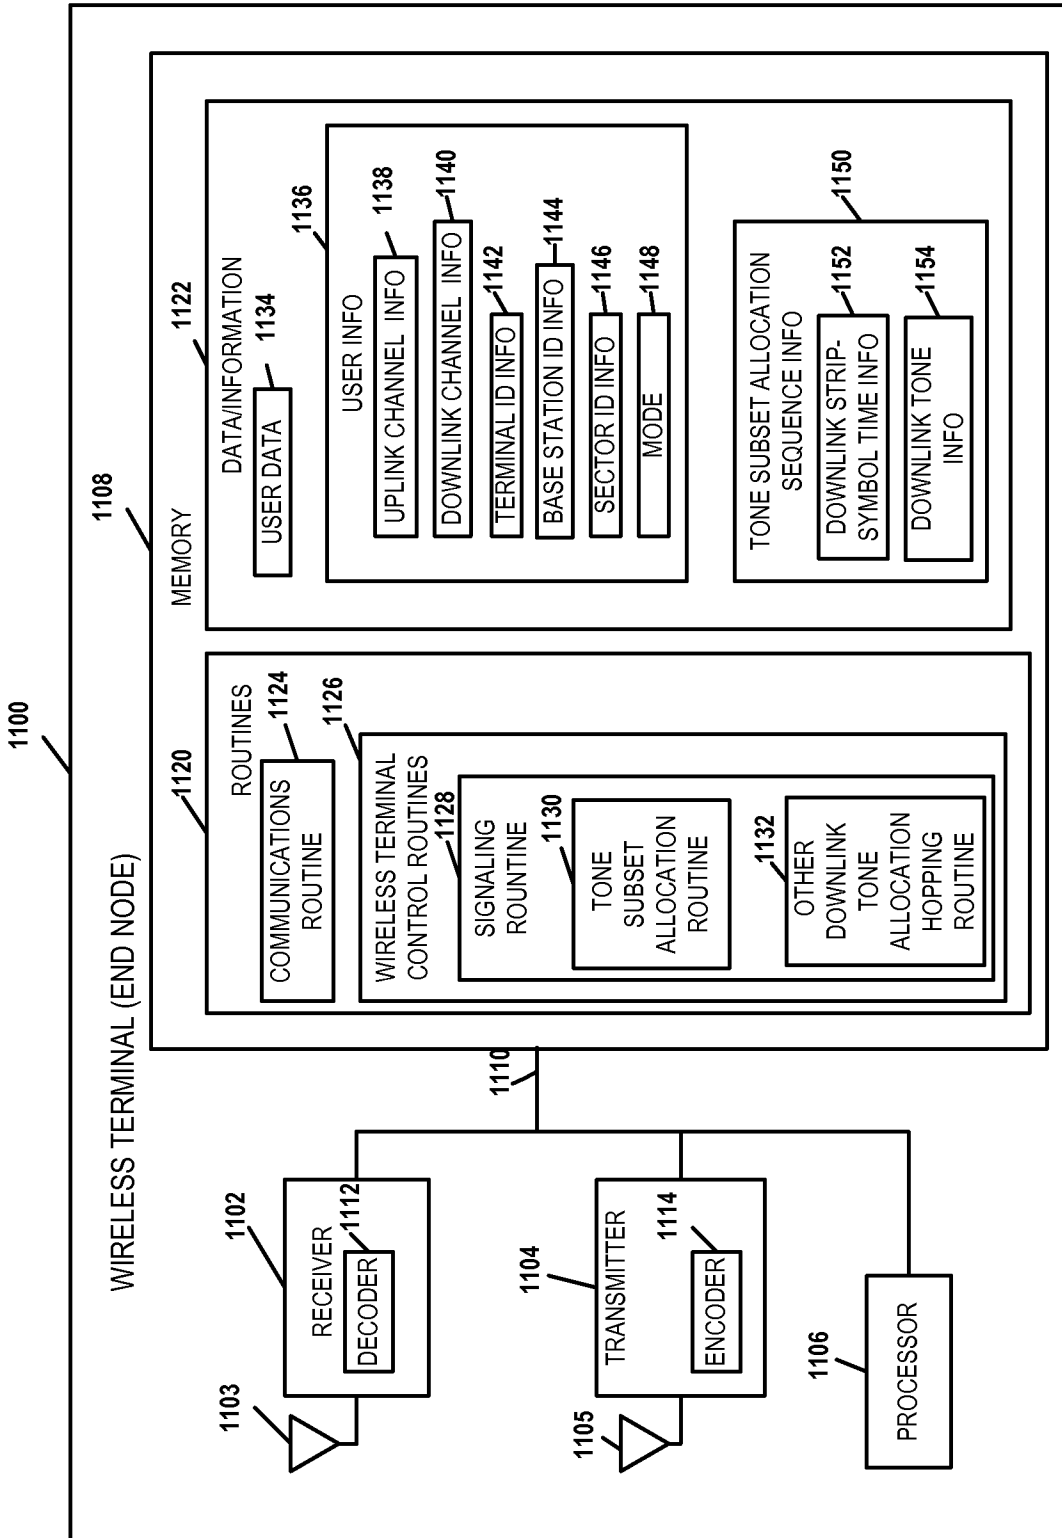 1100
WIRELESS TERMINAL (END NODE)
1103
1102
RECEIVER
1112
DECODER
1105
1104
TRANSMITTER
1114
ENCODER
1106
PROCESSOR
1110
1108
MEMORY
1120
ROUTINES
1124
COMMUNICATIONS
ROUTINE
1126
WIRELESS TERMINAL
CONTROL ROUTINES
1128
SIGNALING
ROUNTINE
1130
TONE
SUBSET
ALLOCATION
ROUTINE
1132
OTHER
DOWNLINK
TONE
ALLOCATION
HOPPING
ROUTINE
1122
DATA/INFORMATION
1134
USER DATA
1136
USER INFO
1138
UPLINK CHANNEL INFO
1140
DOWNLINK CHANNEL INFO
1142
TERMINAL ID INFO
1144
BASE STATION ID INFO
1146
SECTOR ID INFO
1148
MODE
1150
TONE SUBSET ALLOCATION
SEQUENCE INFO
1152
DOWNLINK STRIP-
SYMBOL TIME INFO
1154
DOWNLINK TONE
INFO